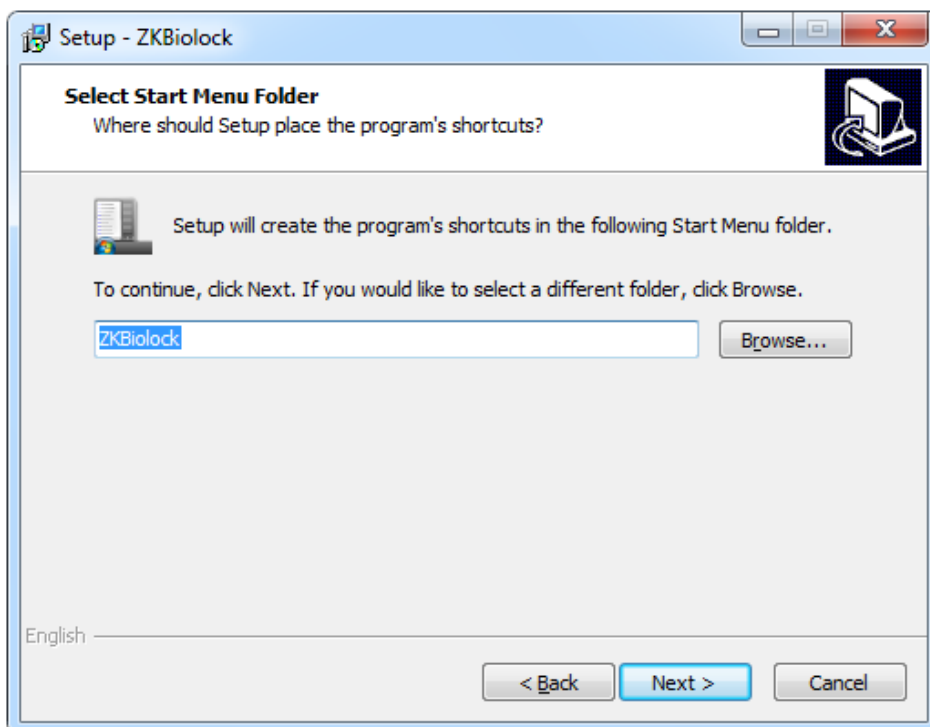 Setup - ZKBiolock
Select Start Menu Folder
Where should Setup place the program's shortcuts?
Setup will create the program's shortcuts in the following Start Menu folder.
To continue, click Next. If you would like to select a different folder, click Browse.
ZKBiolock
Browse...
English
< Back
Next >
Cancel